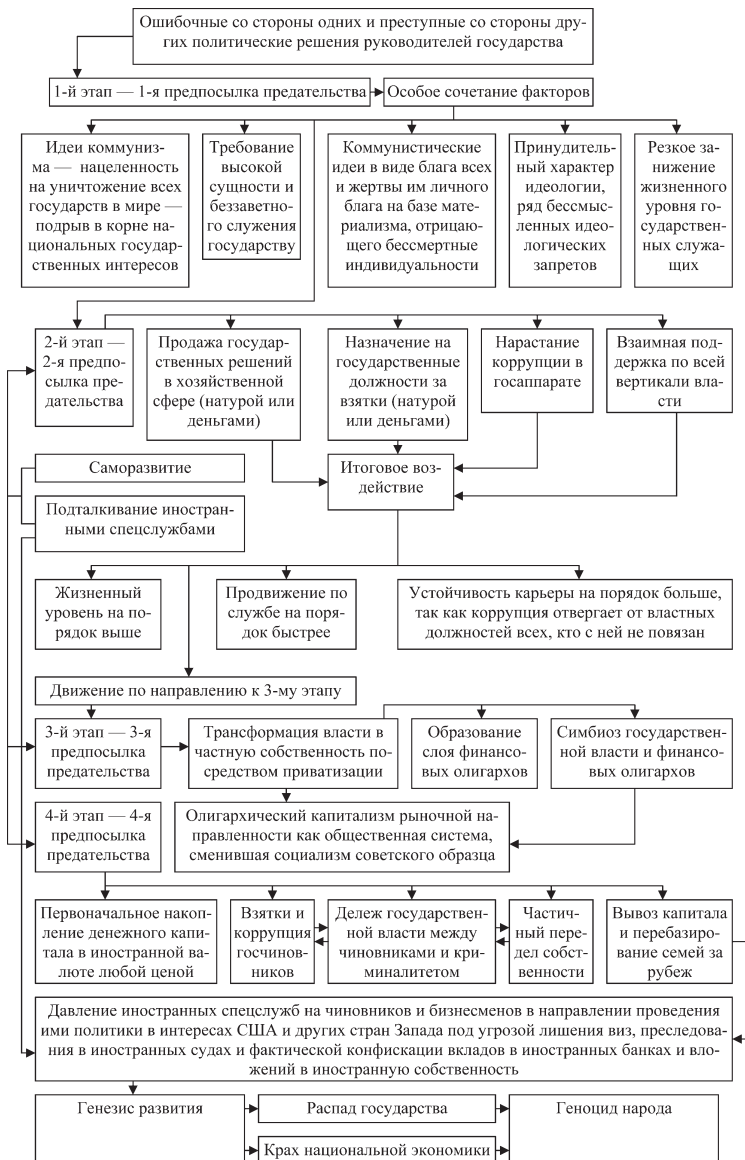 Ошибочные со стороны одних и преступные со стороны дру-
гих политические решения руководителей государства
1-й этап — 1-я предпосылка предательства
Особое сочетание факторов
Идеи коммуниз-
ма — нацеленность
на уничтожение всех
государств в мире —
подрыв в корне на-
циональных государ-
ственных интересов
Требование
высокой
сущности и
беззаветно-
го служения
государству
Коммунистические
идеи в виде блага всех
и жертвы им личного
блага на базе мате-
риализма, отрицаю-
щего бессмертные
индивидуальности
Принудитель-
ный характер
идеологии,
ряд бессмыс-
ленных идео-
логических
запретов
Резкое за-
нижение
жизненного
уровня го-
сударствен-
ных служа-
щих
2-й этап —
2-я предпо-
сылка пре-
дательства
Продажа государ-
ственных решений
в хозяйственной
сфере (натурой или
деньгами)
Назначение на
государственные
должности за
взятки (натурой
или деньгами)
Нарастание
коррупции в
госаппарате
Взаимная под-
держка по всей
вертикали вла-
сти
Саморазвитие
Итоговое воз-
действие
Подталкивание иностран-
ными спецслужбами
Жизненный
уровень на по-
рядок выше
Продвижение по
службе на поря-
док быстрее
Устойчивость карьеры на порядок больше,
так как коррупция отвергает от властных
должностей всех, кто с ней не повязан
Движение по направлению к 3-му этапу
3-й этап — 3-я
предпосылка
предательства
Трансформация власти в
частную собственность по-
средством приватизации
Образование
слоя финансо-
вых олигархов
Симбиоз государствен-
ной власти и финансо-
вых олигархов
4-й этап — 4-я
предпосылка
предательства
Олигархический капитализм рыночной на-
правленности как общественная система,
сменившая социализм советского образца
Первоначальное накоп-
ление денежного капи-
тала в иностранной ва-
люте любой ценой
Взятки и
коррупция
госчинов-
ников
Дележ государствен-
ной власти между
чиновниками и кри-
миналитетом
Частич-
ный пере-
дел собст-
венности
Вывоз капитала
и перебазиро-
вание семей за
рубеж
Давление иностранных спецслужб на чиновников и бизнесменов в направлении проведения
ими политики в интересах США и других стран Запада под угрозой лишения виз, преследова-
ния в иностранных судах и фактической конфискации вкладов в иностранных банках и вло-
жений в иностранную собственность
Генезис развития
Распад государства
Геноцид народа
Крах национальной экономики